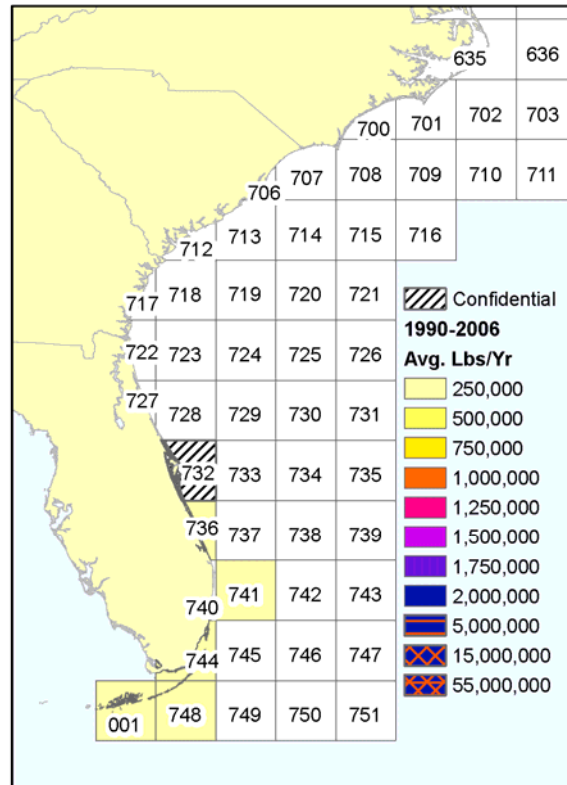 635 636
700 701 702 703
706 707 708 709 710 711
712 713 714 715 716
717 718 719 720 721
722 723 724 725 726
727 728 729 730 731
732 733 734 735
736 737 738 739
740 741 742 743
744 745 746 747
001 748 749 750 751
Confidential
1990-2006
Avg. Lbs/Yr
250,000
500,000
750,000
1,000,000
1,250,000
1,500,000
1,750,000
2,000,000
5,000,000
15,000,000
55,000,000